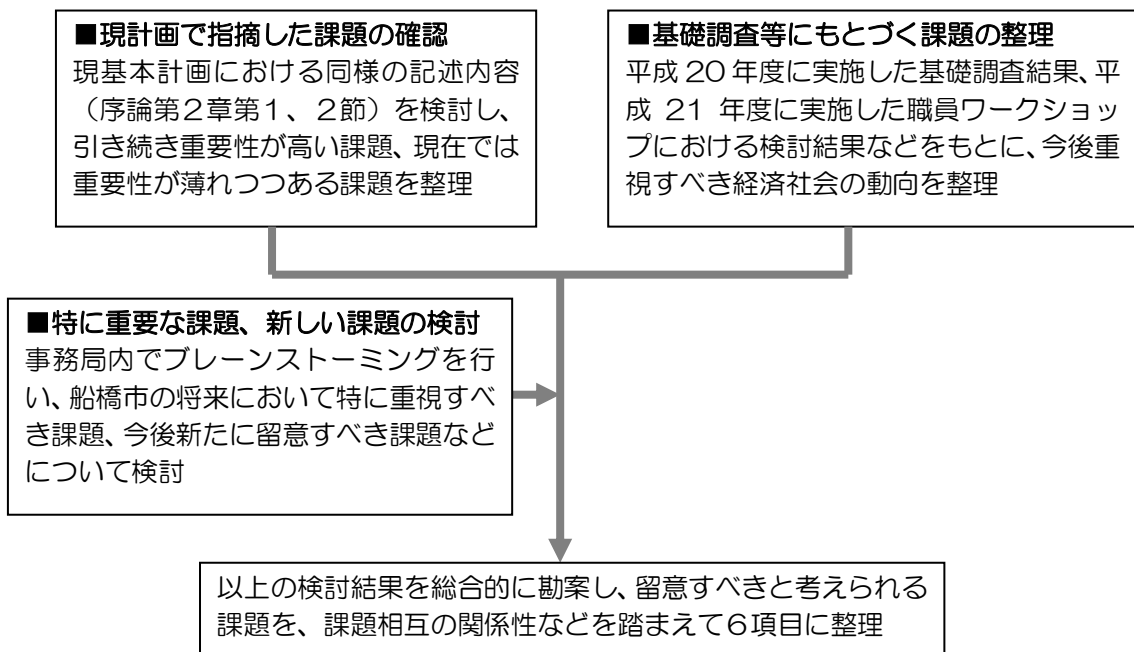 ■現計画で指摘した課題の確認
現基本計画における同様の記述内容
（序論第２章第１、２節）を検討し、
引き続き重要性が高い課題、現在では
重要性が薄れつつある課題を整理
■基礎調査等にもとづく課題の整理
平成 20 年度に実施した基礎調査結果、平
成 21 年度に実施した職員ワークショッ
プにおける検討結果などをもとに、今後重
視すべき経済社会の動向を整理
■特に重要な課題、新しい課題の検討
事務局内でブレーンストーミングを行
い、船橋市の将来において特に重視すべ
き課題、今後新たに留意すべき課題など
について検討
以上の検討結果を総合的に勘案し、留意すべきと考えられる
課題を、課題相互の関係性などを踏まえて６項目に整理